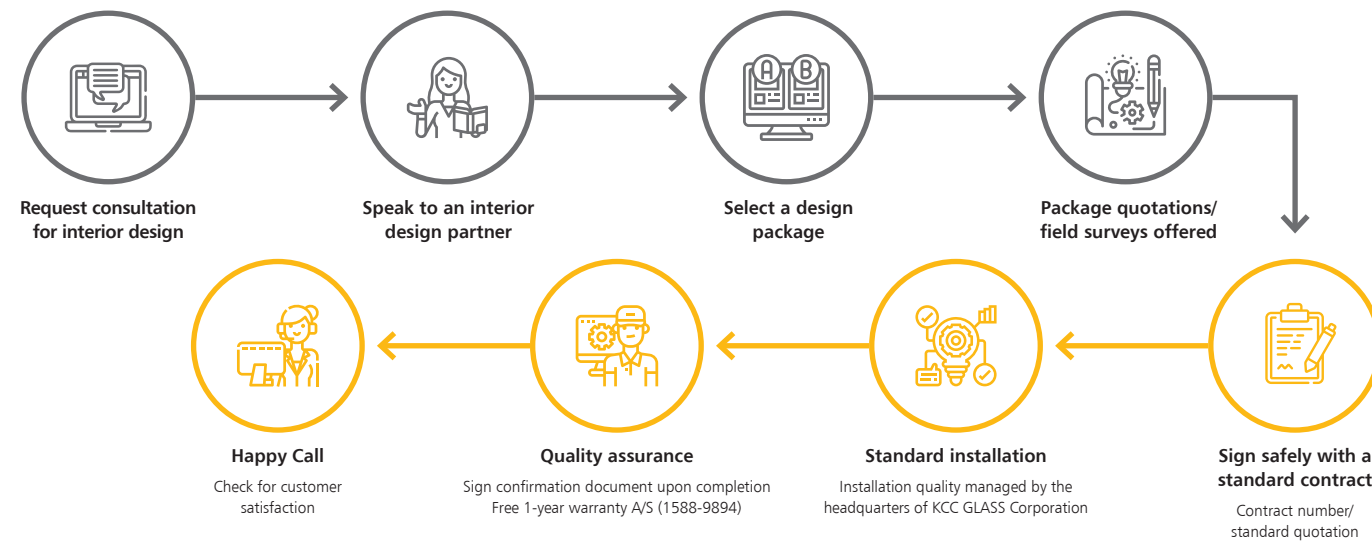 A B
Request consultation
for interior design
Speak to an interior
design partner
Select a design
package
Package quotations/
field surveys offered
Sign safely with a
standard contract
Contract number/
standard quotation
Standard installation
Installation quality managed by the
headquarters of KCC GLASS Corporation
Quality assurance
Sign confirmation document upon completion
Free 1-year warranty A/S (1588-9894)
Happy Call
Check for customer
satisfaction